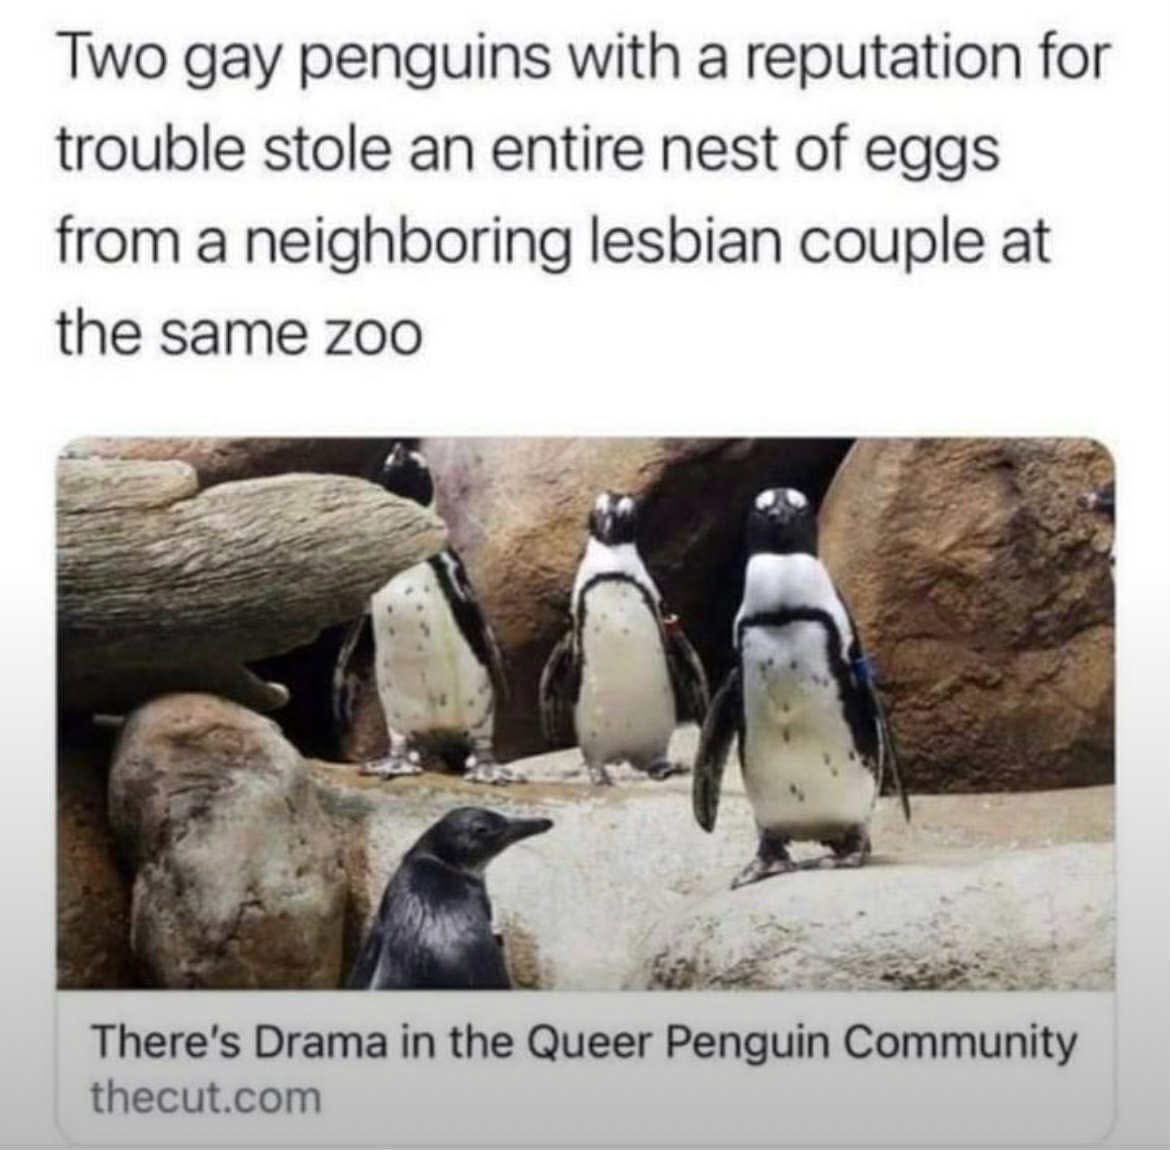 Two gay penguins with a reputation for
trouble stole an entire nest of eggs
from a neighboring lesbian couple at
the same zoo
There's Drama in the Queer Penguin Community
thecut.com